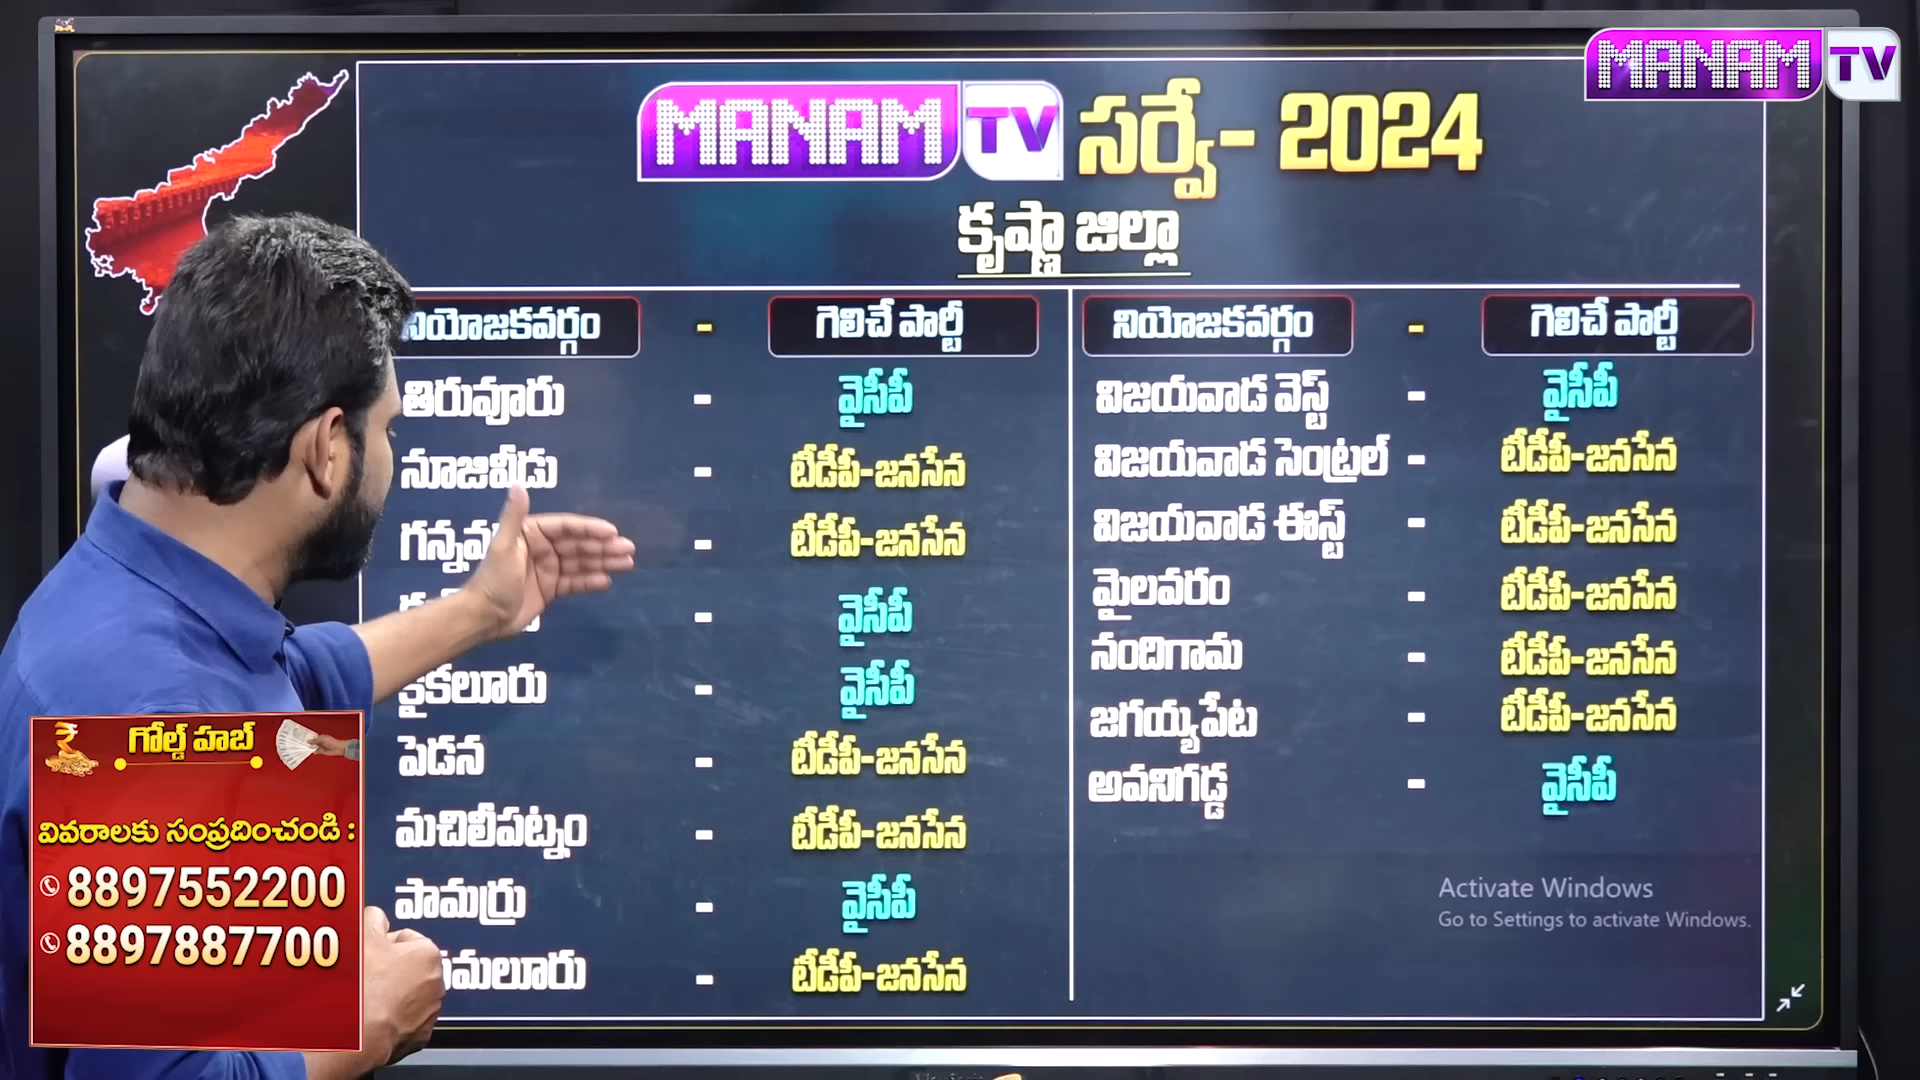 MANAM TV
MANAM TV సర్వే- 2024
కృష్ణా జిల్లా
నియోజకవర్గం - గెలిచే పార్టీ
తిరువూరు - వైసీపీ
నూజివీడు - టీడీపీ-జనసేన
- టీడీపీ-జనసేన
- వైసీపీ
కైకలూరు - వైసీపీ
పెడన - టీడీపీ-జనసేన
మచిలీపట్నం - టీడీపీ-జనసేన
పామర్రు - వైసీపీ
- టీడీపీ-జనసేన
నియోజకవర్గం - గెలిచే పార్టీ
విజయవాడ వెస్ట్ - వైసీపీ
విజయవాడ సెంట్రల్ - టీడీపీ-జనసేన
విజయవాడ ఈస్ట్ - టీడీపీ-జనసేన
మైలవరం - టీడీపీ-జనసేన
నందిగామ - టీడీపీ-జనసేన
జగయ్యపేట - టీడీపీ-జనసేన
అవనిగడ్డ - వైసీపీ
Activate Windows
Go to Settings to activate Windows.
గోల్డ్ హబ్
వివరాలకు సంప్రదించండి :
8897552200
8897887700